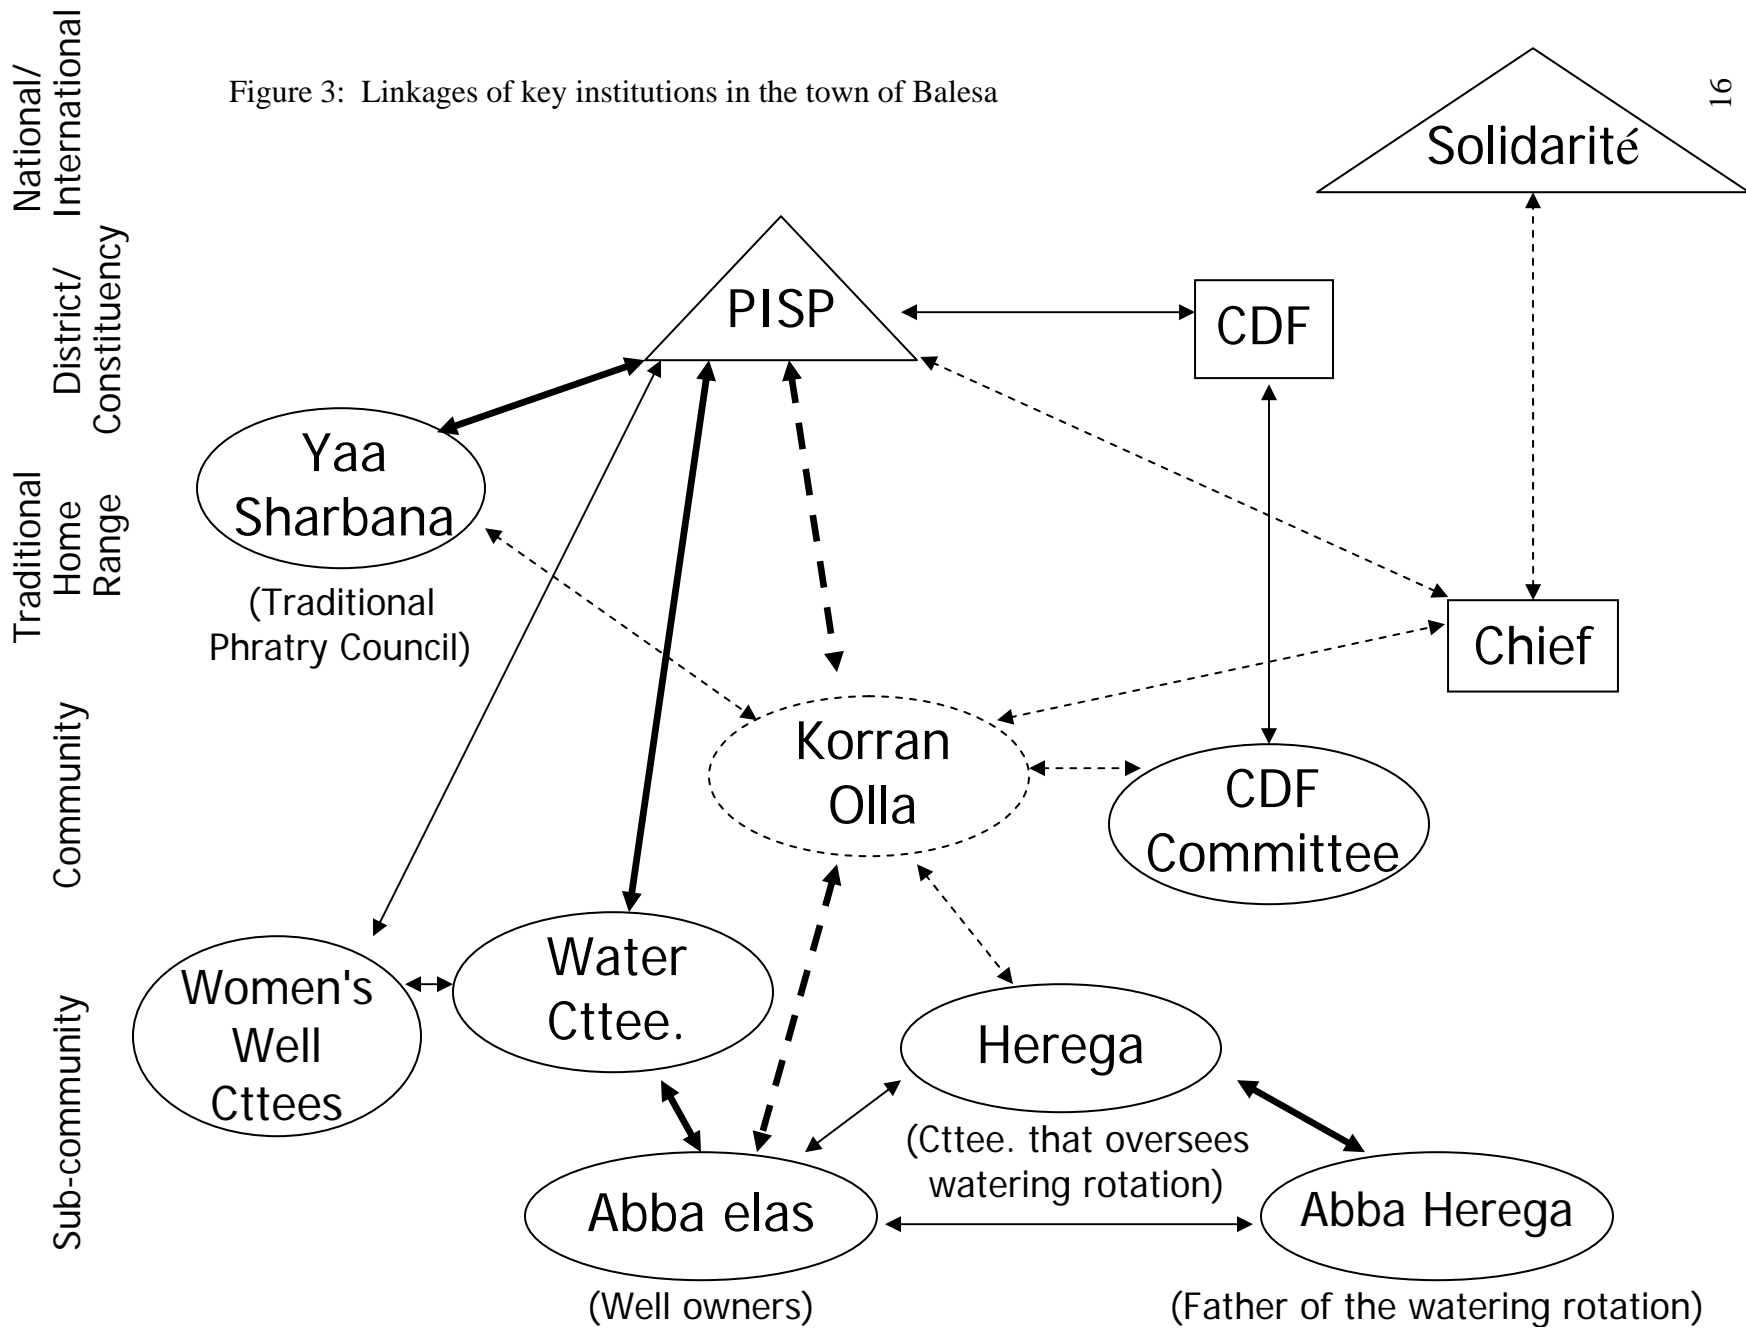 Figure 3:  Linkages of key institutions in the town of Balesa
16
National/
International
District/
Constituency
Traditional
Home
Range
Community
Sub-community
Solidarité
PISP
CDF
Yaa
Sharbana
(Traditional
Phratry Council)
Chief
Korran
Olla
CDF
Committee
Women's
Well
Cttees
Water
Cttee.
Herega
(Cttee. that oversees
watering rotation)
Abba elas
(Well owners)
Abba Herega
(Father of the watering rotation)